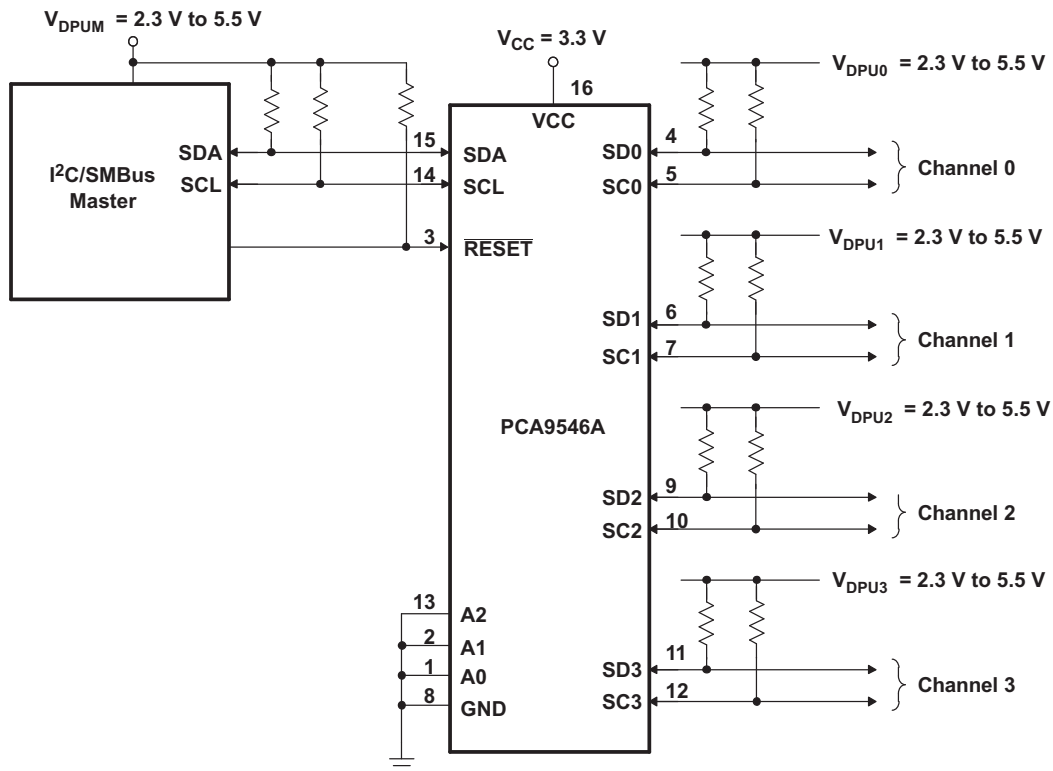 V_DPUM = 2.3 V to 5.5 V
V_CC = 3.3 V
16
VCC
I²C/SMBus
Master
SDA
SCL
15
14
3
SDA
SCL
RESET
PCA9546A
13
2
1
8
A2
A1
A0
GND
V_DPU0 = 2.3 V to 5.5 V
SD0
4
SC0
5
Channel 0
V_DPU1 = 2.3 V to 5.5 V
SD1
6
SC1
7
Channel 1
V_DPU2 = 2.3 V to 5.5 V
SD2
9
SC2
10
Channel 2
V_DPU3 = 2.3 V to 5.5 V
SD3
11
SC3
12
Channel 3